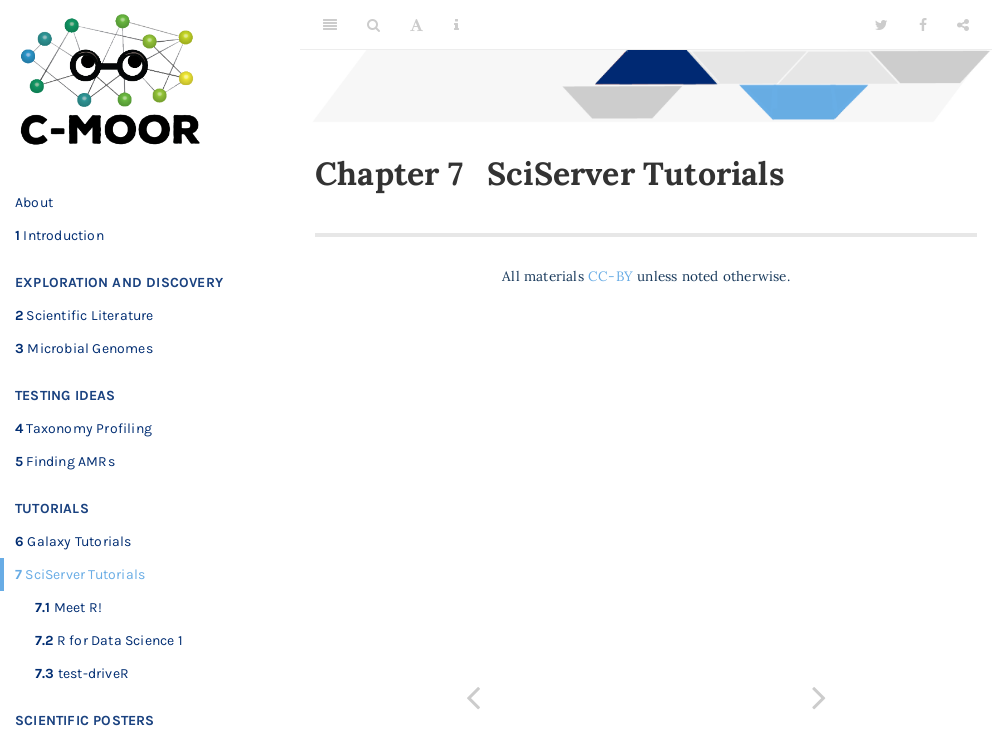 C-MOOR
About
1 Introduction
EXPLORATION AND DISCOVERY
2 Scientific Literature
3 Microbial Genomes
TESTING IDEAS
4 Taxonomy Profiling
5 Finding AMRs
TUTORIALS
6 Galaxy Tutorials
7 SciServer Tutorials
7.1 Meet R!
7.2 R for Data Science 1
7.3 test-driveR
SCIENTIFIC POSTERS
Chapter 7 SciServer Tutorials
All materials CC-BY unless noted otherwise.